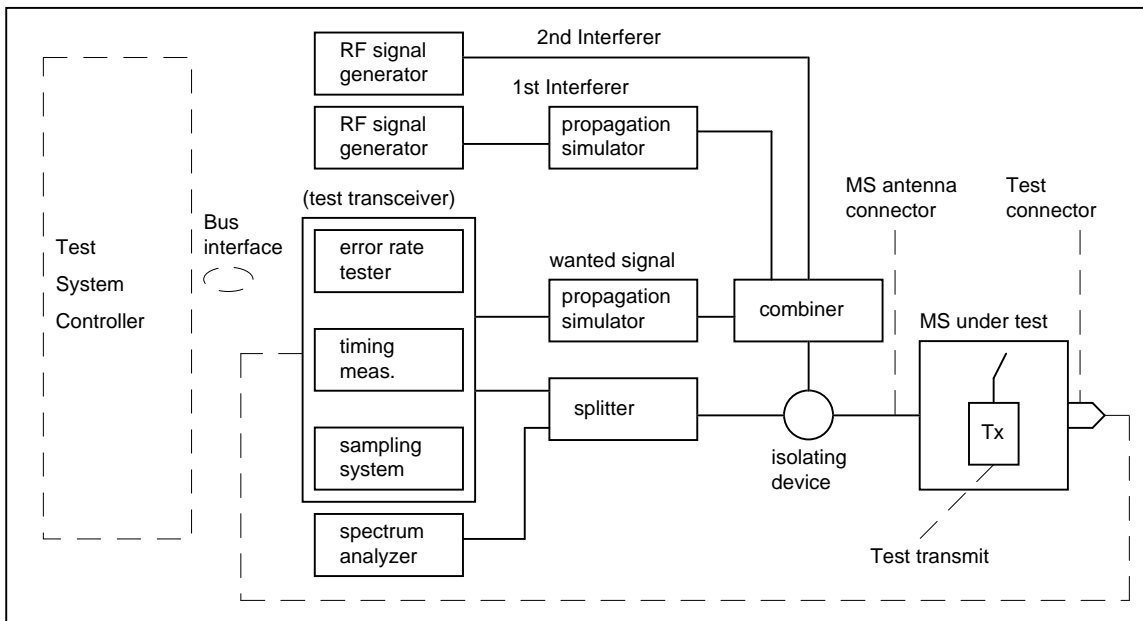 RF signal
generator
2nd Interferer
1st Interferer
RF signal
generator
propagation
simulator
(test transceiver)
MS antenna
connector
Test
connector
Bus
interface
Test
System
Controller
error rate
tester
wanted signal
propagation
simulator
combiner
MS under test
timing
meas.
splitter
Tx
sampling
system
isolating
device
spectrum
analyzer
Test transmit